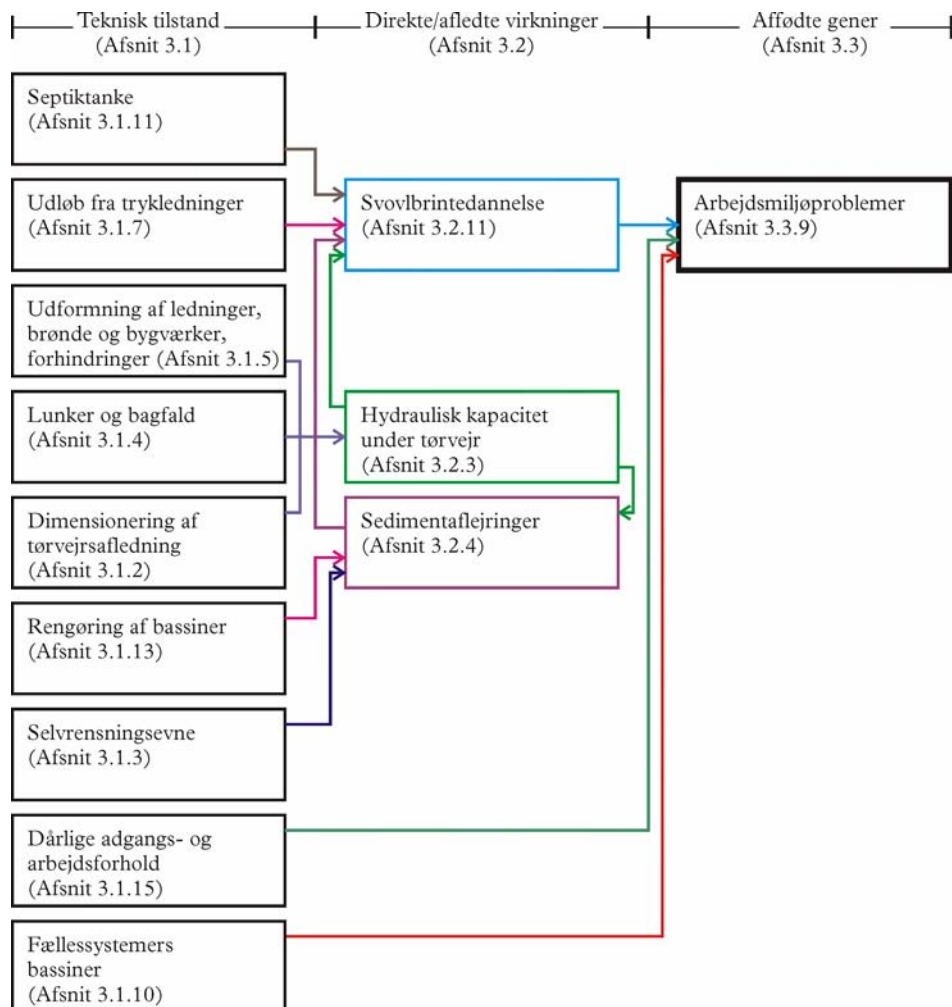 Teknisk tilstand
(Afsnit 3.1)
Direkte/afledte virkninger
(Afsnit 3.2)
Affødte gener
(Afsnit 3.3)
Septiktanke
(Afsnit 3.1.11)
Udløb fra trykledninger
(Afsnit 3.1.7)
Udformning af ledninger,
brønde og bygværker,
forhindringer (Afsnit 3.1.5)
Lunker og bagfald
(Afsnit 3.1.4)
Dimensionering af
tørvejrsafledning
(Afsnit 3.1.2)
Rengøring af bassiner
(Afsnit 3.1.13)
Selvrensningsevne
(Afsnit 3.1.3)
Dårlige adgangs- og
arbejdsforhold
(Afsnit 3.1.15)
Fællessystemers
bassiner
(Afsnit 3.1.10)
Svovlbrintedannelse
(Afsnit 3.2.11)
Hydraulisk kapacitet
under tørvejr
(Afsnit 3.2.3)
Sedimentaflejringer
(Afsnit 3.2.4)
Arbejdsmiljøproblemer
(Afsnit 3.3.9)